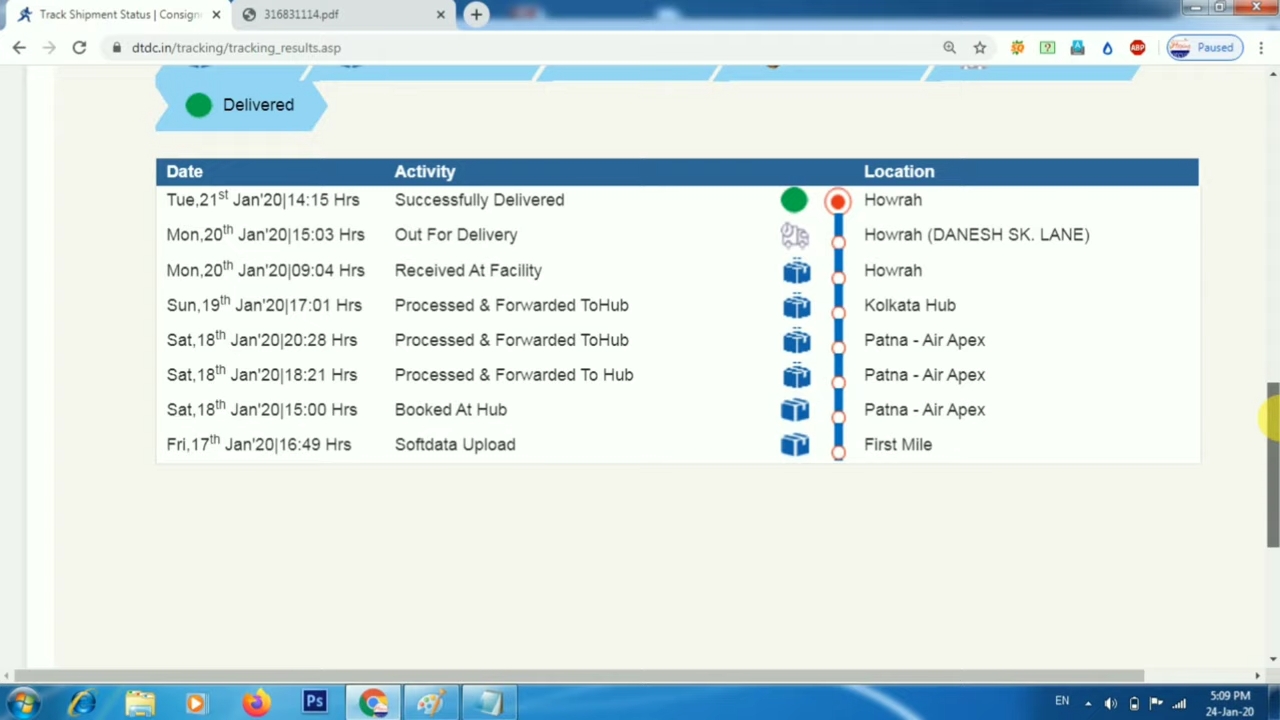 Track Shipment Status | Consign
316831114.pdf
dtdc.in/tracking/tracking_results.asp
ABP
Paused
Delivered
Date Activity Location
Tue,21st Jan'20|14:15 Hrs Successfully Delivered Howrah
Mon,20th Jan'20|15:03 Hrs Out For Delivery Howrah (DANESH SK. LANE)
Mon,20th Jan'20|09:04 Hrs Received At Facility Howrah
Sun,19th Jan'20|17:01 Hrs Processed & Forwarded ToHub Kolkata Hub
Sat,18th Jan'20|20:28 Hrs Processed & Forwarded ToHub Patna - Air Apex
Sat,18th Jan'20|18:21 Hrs Processed & Forwarded To Hub Patna - Air Apex
Sat,18th Jan'20|15:00 Hrs Booked At Hub Patna - Air Apex
Fri,17th Jan'20|16:49 Hrs Softdata Upload First Mile
Ps
EN
5:09 PM
24-Jan-20